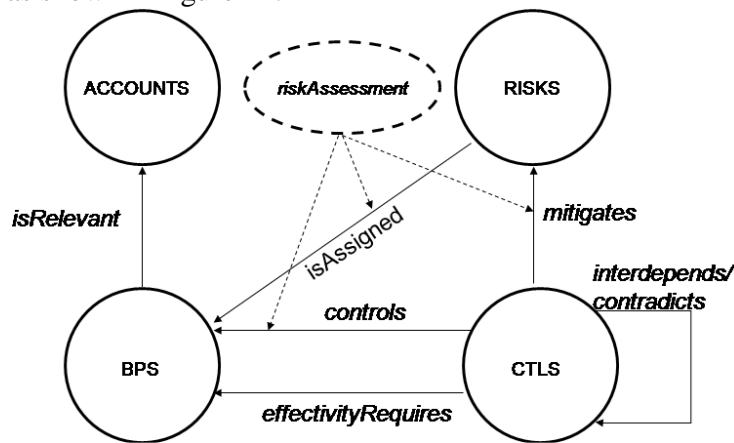 ACCOUNTS
riskAssessment
RISKS
isRelevant
mitigates
isAssigned
interdepends/
contradicts
controls
BPS
CTLS
effectivityRequires